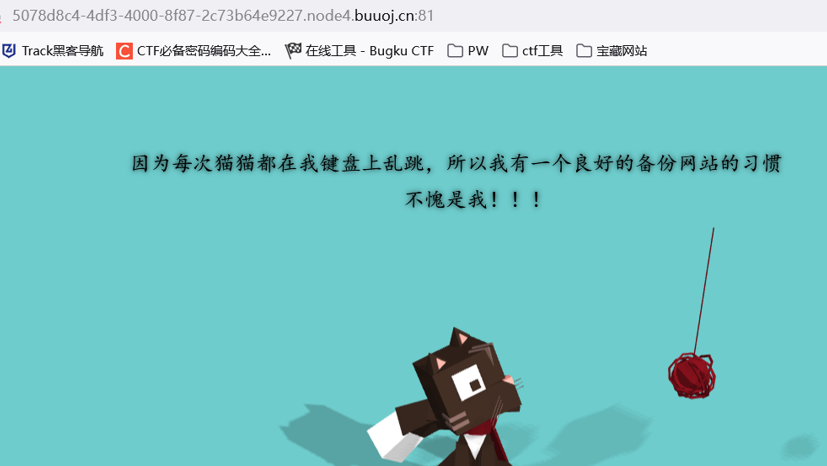 5078d8c4-4df3-4000-8f87-2c73b64e9227.node4.buuoj.cn:81
Track黑客导航 CTF必备密码编码大全... 在线工具 - Bugku CTF PW ctf工具 宝藏网站
因为每次猫猫都在我键盘上乱跳，所以我有一个良好的备份网站的习惯
不愧是我！！！